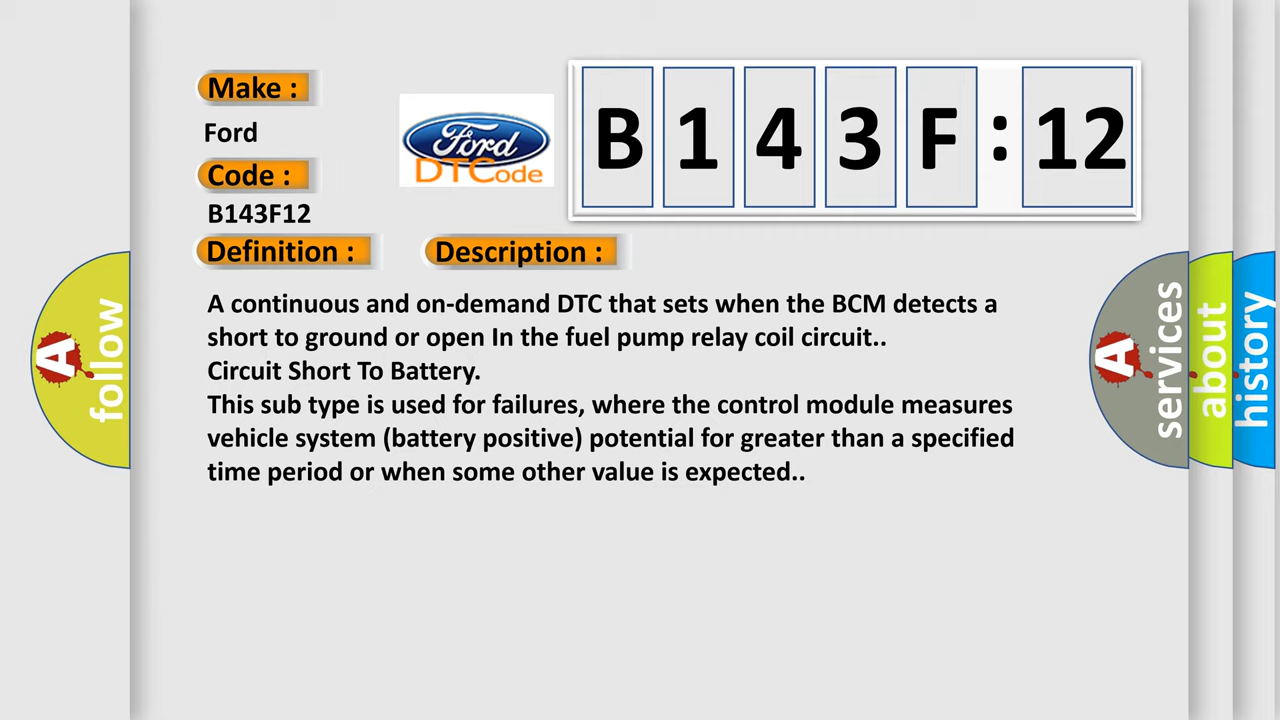 Make :
Ford
Code :
B143F12
Ford
DTCode
B 1 4 3 F : 12
Definition :
Description :
A continuous and on-demand DTC that sets when the BCM detects a
short to ground or open In the fuel pump relay coil circuit..
Circuit Short To Battery.
This sub type is used for failures, where the control module measures
vehicle system (battery positive) potential for greater than a specified
time period or when some other value is expected..
A follow
A services
about
history